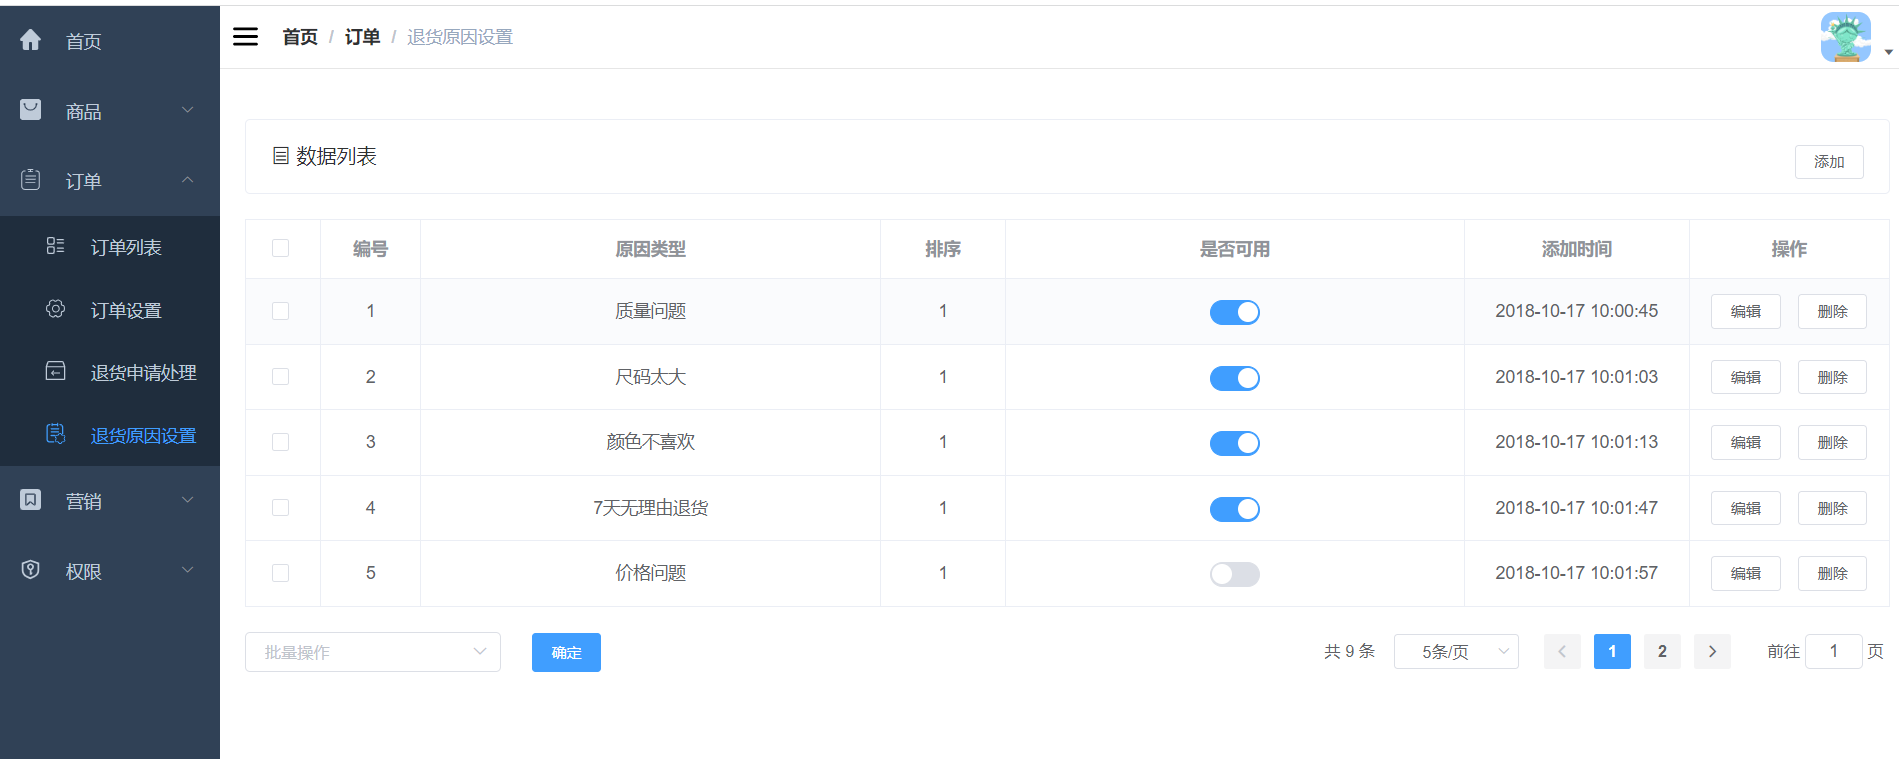 首页
商品
订单
订单列表
订单设置
退货申请处理
退货原因设置
营销
权限
首页 / 订单 / 退货原因设置
数据列表
添加
编号 原因类型 排序 是否可用 添加时间 操作
1 质量问题 1 2018-10-17 10:00:45 编辑 删除
2 尺码太大 1 2018-10-17 10:01:03 编辑 删除
3 颜色不喜欢 1 2018-10-17 10:01:13 编辑 删除
4 7天无理由退货 1 2018-10-17 10:01:47 编辑 删除
5 价格问题 1 2018-10-17 10:01:57 编辑 删除
批量操作 确定 共 9 条 5条/页 1 2 前往 1 页